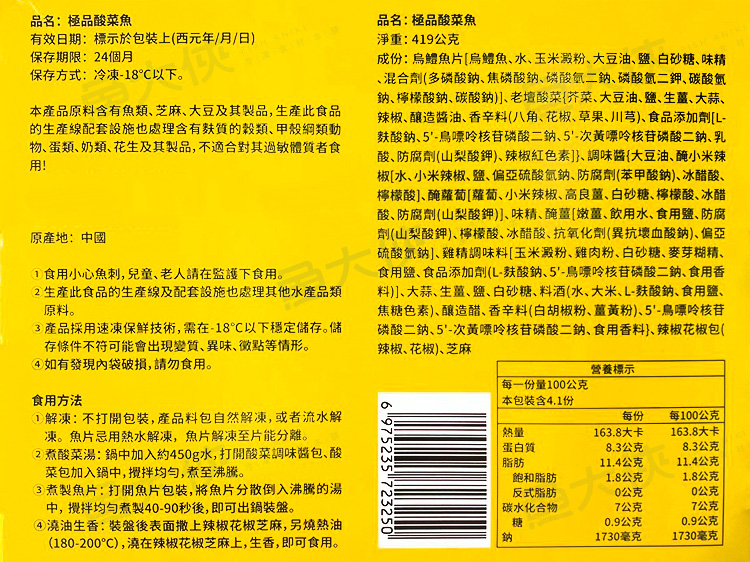 品名: 極品酸菜魚
有效日期: 標示於包裝上(西元年/月/日)
保存期限: 24個月
保存方式: 冷凍-18°C以下。
本產品原料含有魚類、芝麻、大豆及其製品,生產此食品
的生產線配套設施也處理含有麩質的穀類、甲殼綱類動
物、蛋類、奶類、花生及其製品,不適合對其過敏體質者食
用!
原產地: 中國
①食用小心魚刺,兒童、老人請在監護下食用。
②生產此食品的生產線及配套設施也處理其他水產品類
原料。
③產品採用速凍保鮮技術,需在-18°C以下穩定儲存。儲
存條件不符可能會出現變質、異味、黴點等情形。
④如有發現內袋破損,請勿食用。
食用方法
①解凍: 不打開包裝,產品料包自然解凍,或者流水解
凍。魚片忌用熱水解凍,魚片解凍至片能分離。
②煮酸菜湯: 鍋中加入約450g水,打開酸菜調味醬包、酸
菜包加入鍋中,攪拌均勻,煮至沸騰。
③煮製魚片: 打開魚片包裝,將魚片分散倒入沸騰的湯
中,攪拌均勻煮製40-90秒後,即可出鍋裝盤。
④澆油生香: 裝盤後表面撒上辣椒花椒芝麻,另燒熱油
(180-200°C),澆在辣椒花椒芝麻上,生香,即可食用。
品名: 極品酸菜魚
淨重: 419公克
成份: 烏鱧魚片[烏鱧魚、水、玉米澱粉、大豆油、鹽、白砂糖、味精
、混合劑(多磷酸鈉、焦磷酸鈉、磷酸氫二鈉、磷酸氫二鉀、碳酸氫
鈉、檸檬酸鈉、碳酸鈉)]、老壇酸菜{芥菜、大豆油、鹽、生薑、大蒜、
辣椒、釀造醬油、香辛料(八角、花椒、草果、川芎)、食品添加劑[L-
麩酸鈉、5'-鳥嘌呤核苷磷酸二鈉、5'-次黃嘌呤核苷磷酸二鈉、乳
酸、防腐劑(山梨酸鉀)、辣椒紅色素]}、調味醬{大豆油、醃小米辣
椒[水、小米辣椒、鹽、偏亞硫酸氫鈉、防腐劑(苯甲酸鈉)、冰醋酸、
檸檬酸]、醃蘿蔔[蘿蔔、小米辣椒、高良薑、白砂糖、檸檬酸、冰醋
酸、防腐劑(山梨酸鉀)]、味精、醃薑[嫩薑、飲用水、食用鹽、防腐
劑(山梨酸鉀)、檸檬酸、冰醋酸、抗氧化劑(異抗壞血酸鈉)、偏亞
硫酸氫鈉]、雞精調味料[玉米澱粉、雞肉粉、白砂糖、麥芽糊精、
食用鹽、食品添加劑(L-麩酸鈉、5'-鳥嘌呤核苷磷酸二鈉、食用香
料)]、大蒜、生薑、鹽、白砂糖、料酒(水、大米、L-麩酸鈉、食用鹽、
焦糖色素)、釀造醋、香辛料(白胡椒粉、薑黃粉)、5'-鳥嘌呤核苷
磷酸二鈉、5'-次黃嘌呤核苷磷酸二鈉、食用香料}、辣椒花椒包(
辣椒、花椒)、芝麻
6 975235 723250
營養標示
每一份量100公克
本包裝含4.1份
每份 每100公克
熱量 163.8大卡 163.8大卡
蛋白質 8.3公克 8.3公克
脂肪 11.4公克 11.4公克
飽和脂肪 1.8公克 1.8公克
反式脂肪 0公克 0公克
碳水化合物 7公克 7公克
糖 0.9公克 0.9公克
鈉 1730毫克 1730毫克